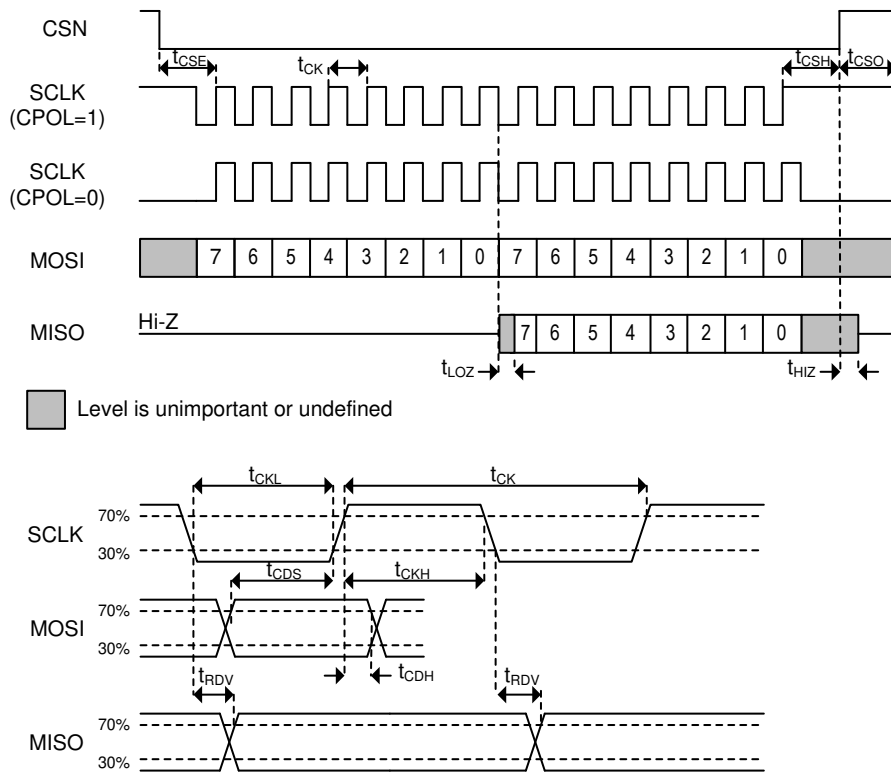 CSN
tCSE
tCK
tCSH
tCSO
SCLK
(CPOL=1)
SCLK
(CPOL=0)
MOSI
7 6 5 4 3 2 1 0 7 6 5 4 3 2 1 0
Hi-Z
MISO
7 6 5 4 3 2 1 0
tLOZ
tHIZ
Level is unimportant or undefined
tCKL
tCK
70%
SCLK
30%
tCDS
tCKH
70%
MOSI
30%
tRDV
tCDH
tRDV
70%
MISO
30%